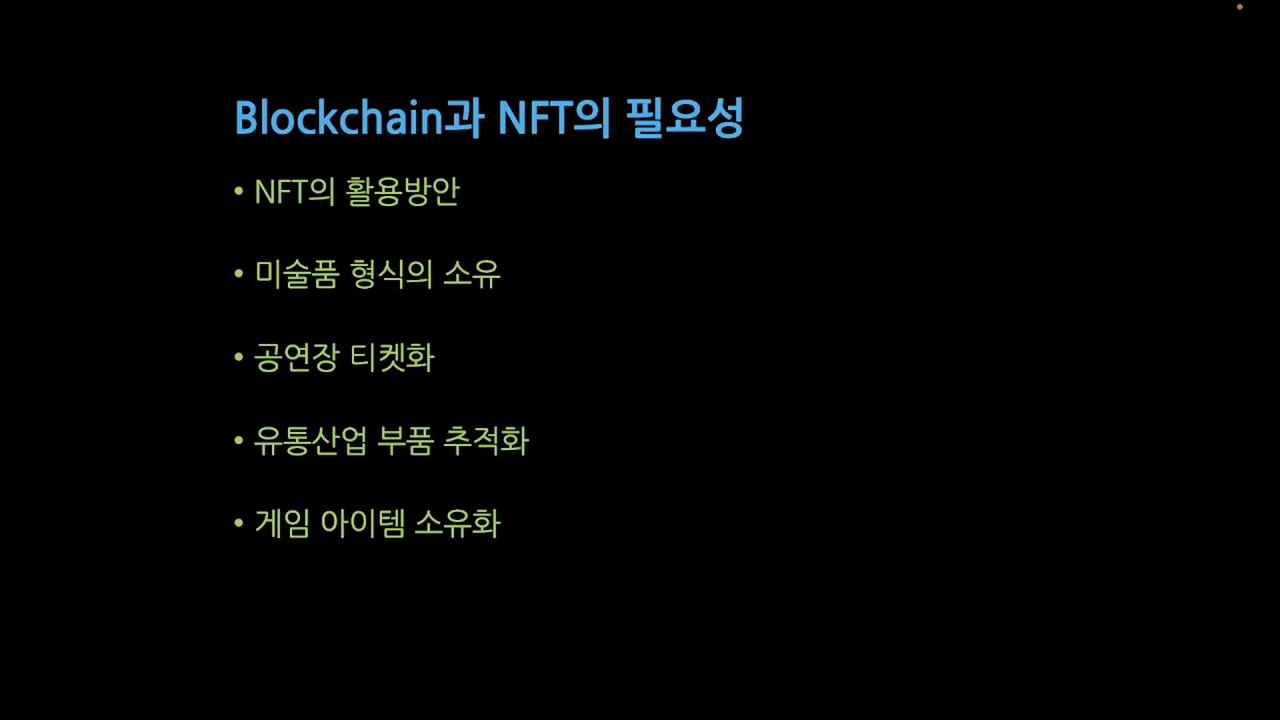 Blockchain과 NFT의 필요성
• NFT의 활용방안
• 미술품 형식의 소유
• 공연장 티켓화
• 유통산업 부품 추적화
• 게임 아이템 소유화